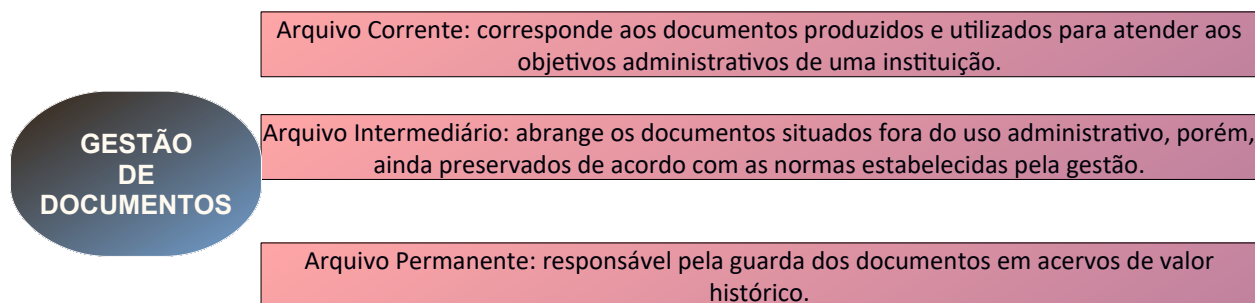 Arquivo Corrente: corresponde aos documentos produzidos e utilizados para atender aos
objetivos administrativos de uma instituição.
GESTÃO
DE
DOCUMENTOS
Arquivo Intermediário: abrange os documentos situados fora do uso administrativo, porém,
ainda preservados de acordo com as normas estabelecidas pela gestão.
Arquivo Permanente: responsável pela guarda dos documentos em acervos de valor
histórico.